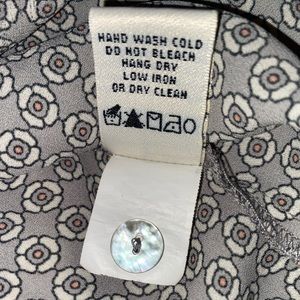 HAND WASH COLD
DO NOT BLEACH
HANG DRY
LOW IRON
OR DRY CLEAN